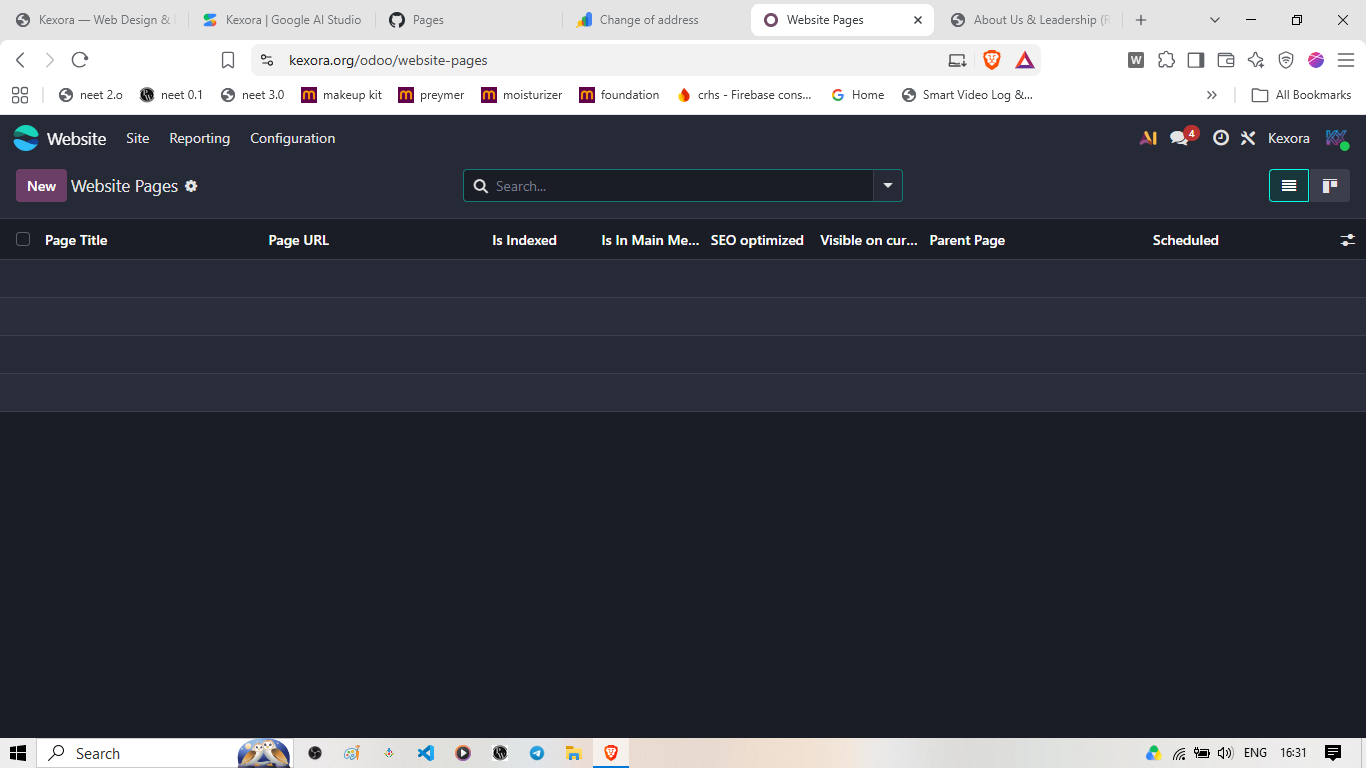 Kexora — Web Design &
Kexora | Google AI Studio
Pages
Change of address
Website Pages
About Us & Leadership (R
kexora.org/odoo/website-pages
W
neet 2.o
neet 0.1
neet 3.0
makeup kit
preymer
moisturizer
foundation
crhs - Firebase cons...
Home
Smart Video Log &...
All Bookmarks
Website
Site
Reporting
Configuration
AI
4
Kexora
KX
New
Website Pages
Search...
Page Title
Page URL
Is Indexed
Is In Main Me...
SEO optimized
Visible on cur...
Parent Page
Scheduled
Search
ENG
16:31